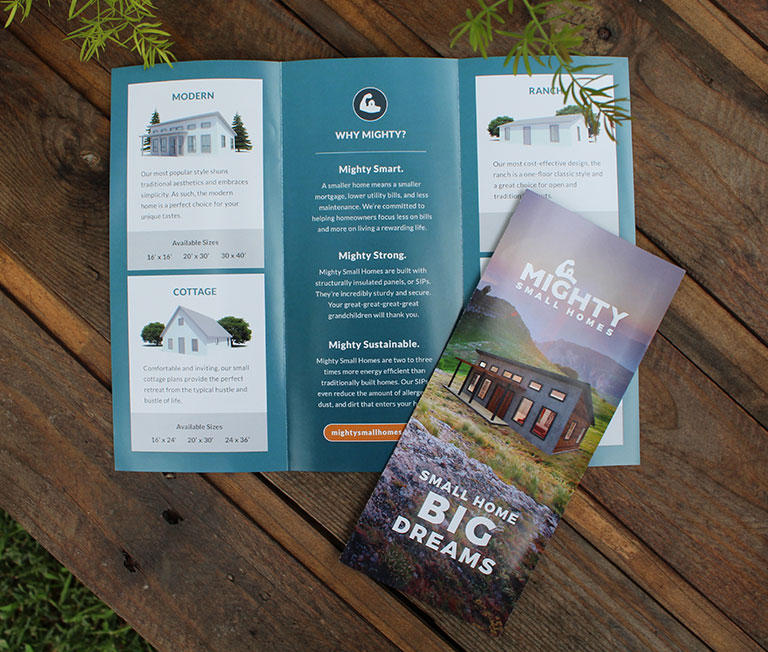 MODERN
Our most popular style shuns
traditional aesthetics and embraces
simplicity. As such, the modern
home is a perfect choice for your
unique tastes.
Available Sizes
16' x 16' 20' x 30' 30 x 40'
COTTAGE
Comfortable and inviting, our small
cottage plans provide the perfect
retreat from the typical hustle and
bustle of life.
Available Sizes
16' x 24' 20' x 30' 24 x 36'
WHY MIGHTY?
Mighty Smart.
A smaller home means a smaller
mortgage, lower utility bills, and less
maintenance. We're committed to
helping homeowners focus less on bills
and more on living a rewarding life.
Mighty Strong.
Mighty Small Homes are built with
structurally insulated panels, or SIPs.
They're incredibly sturdy and secure.
Your great-great-great-great
grandchildren will thank you.
Mighty Sustainable.
Mighty Small Homes are two to three
times more energy efficient than
traditionally built homes. Our SIPs
even reduce the amount of
dust, and dirt that enters your
mightysmallhomes.
RANCH
Our most cost-effective design, the
ranch is a one-floor classic style and
a great choice for open and
MIGHTY
SMALL HOMES
SMALL HOME
BIG
DREAMS